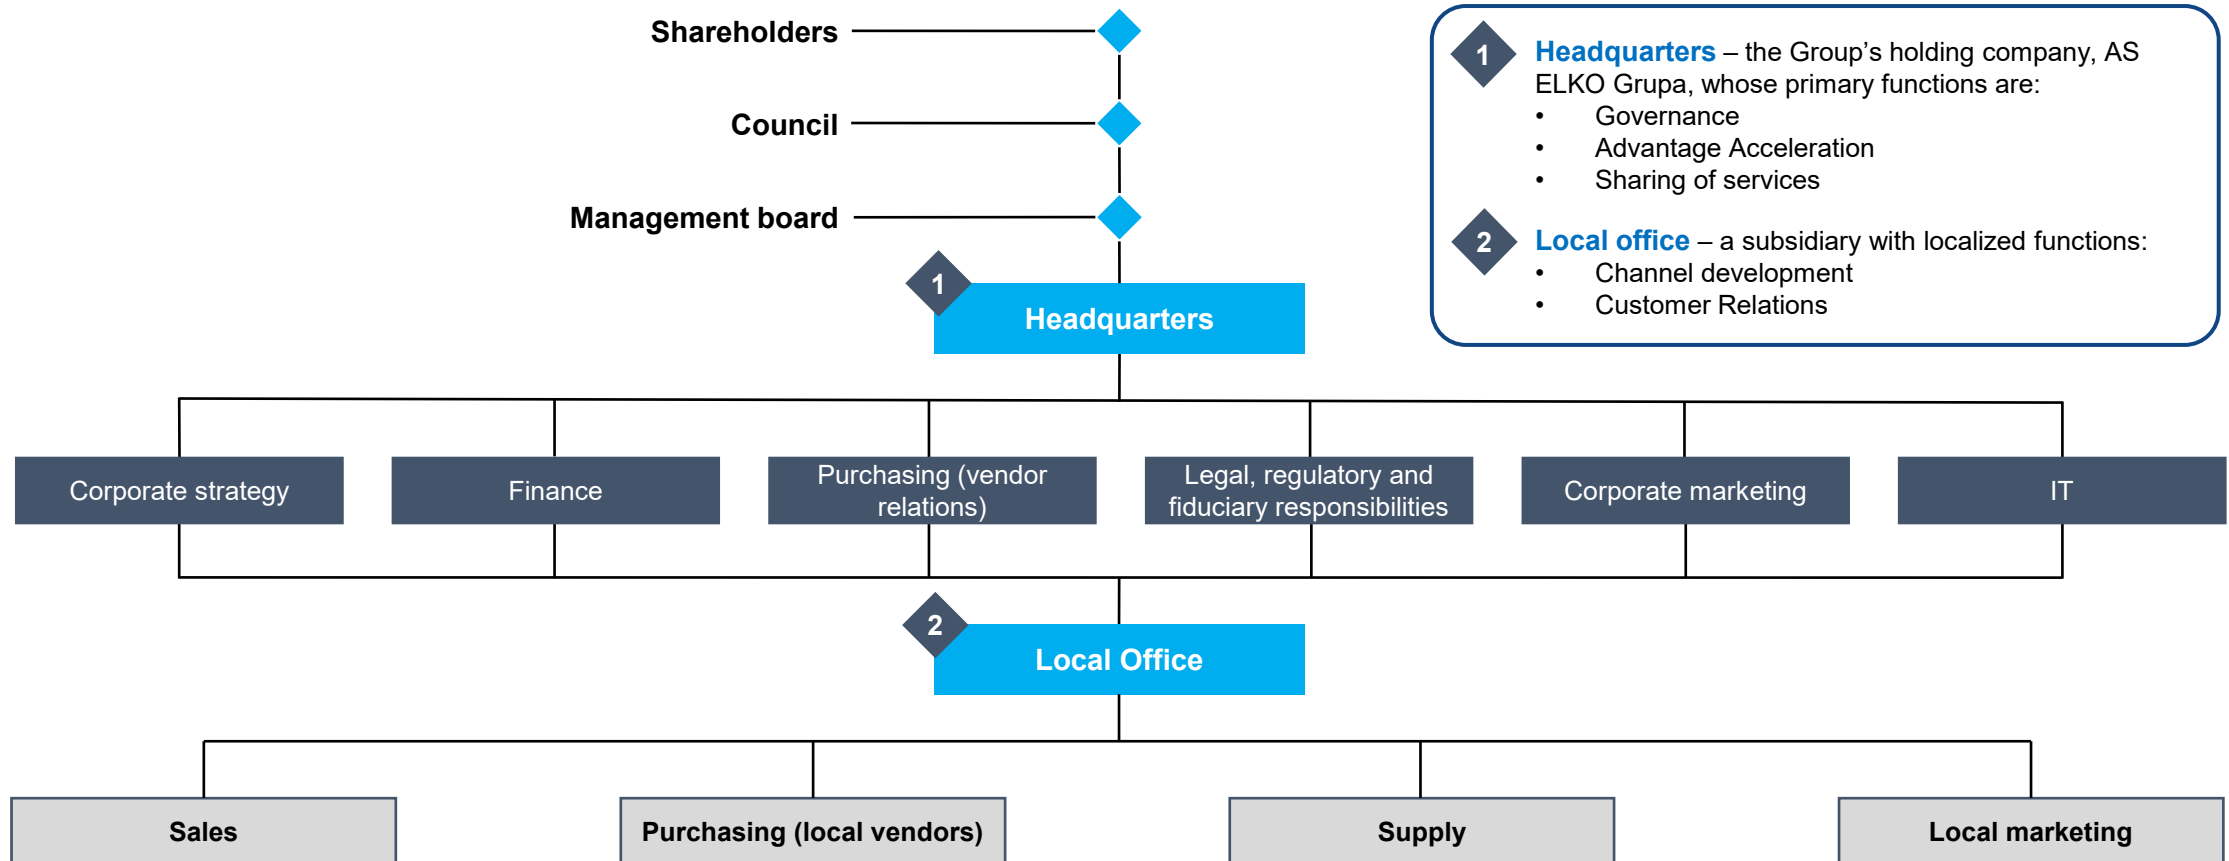 Shareholders
Council
Management board
1
Headquarters – the Group’s holding company, AS
ELKO Grupa, whose primary functions are:
• Governance
• Advantage Acceleration
• Sharing of services
2
Local office – a subsidiary with localized functions:
• Channel development
• Customer Relations
1
Headquarters
Corporate strategy
Finance
Purchasing (vendor
relations)
Legal, regulatory and
fiduciary responsibilities
Corporate marketing
IT
2
Local Office
Sales
Purchasing (local vendors)
Supply
Local marketing